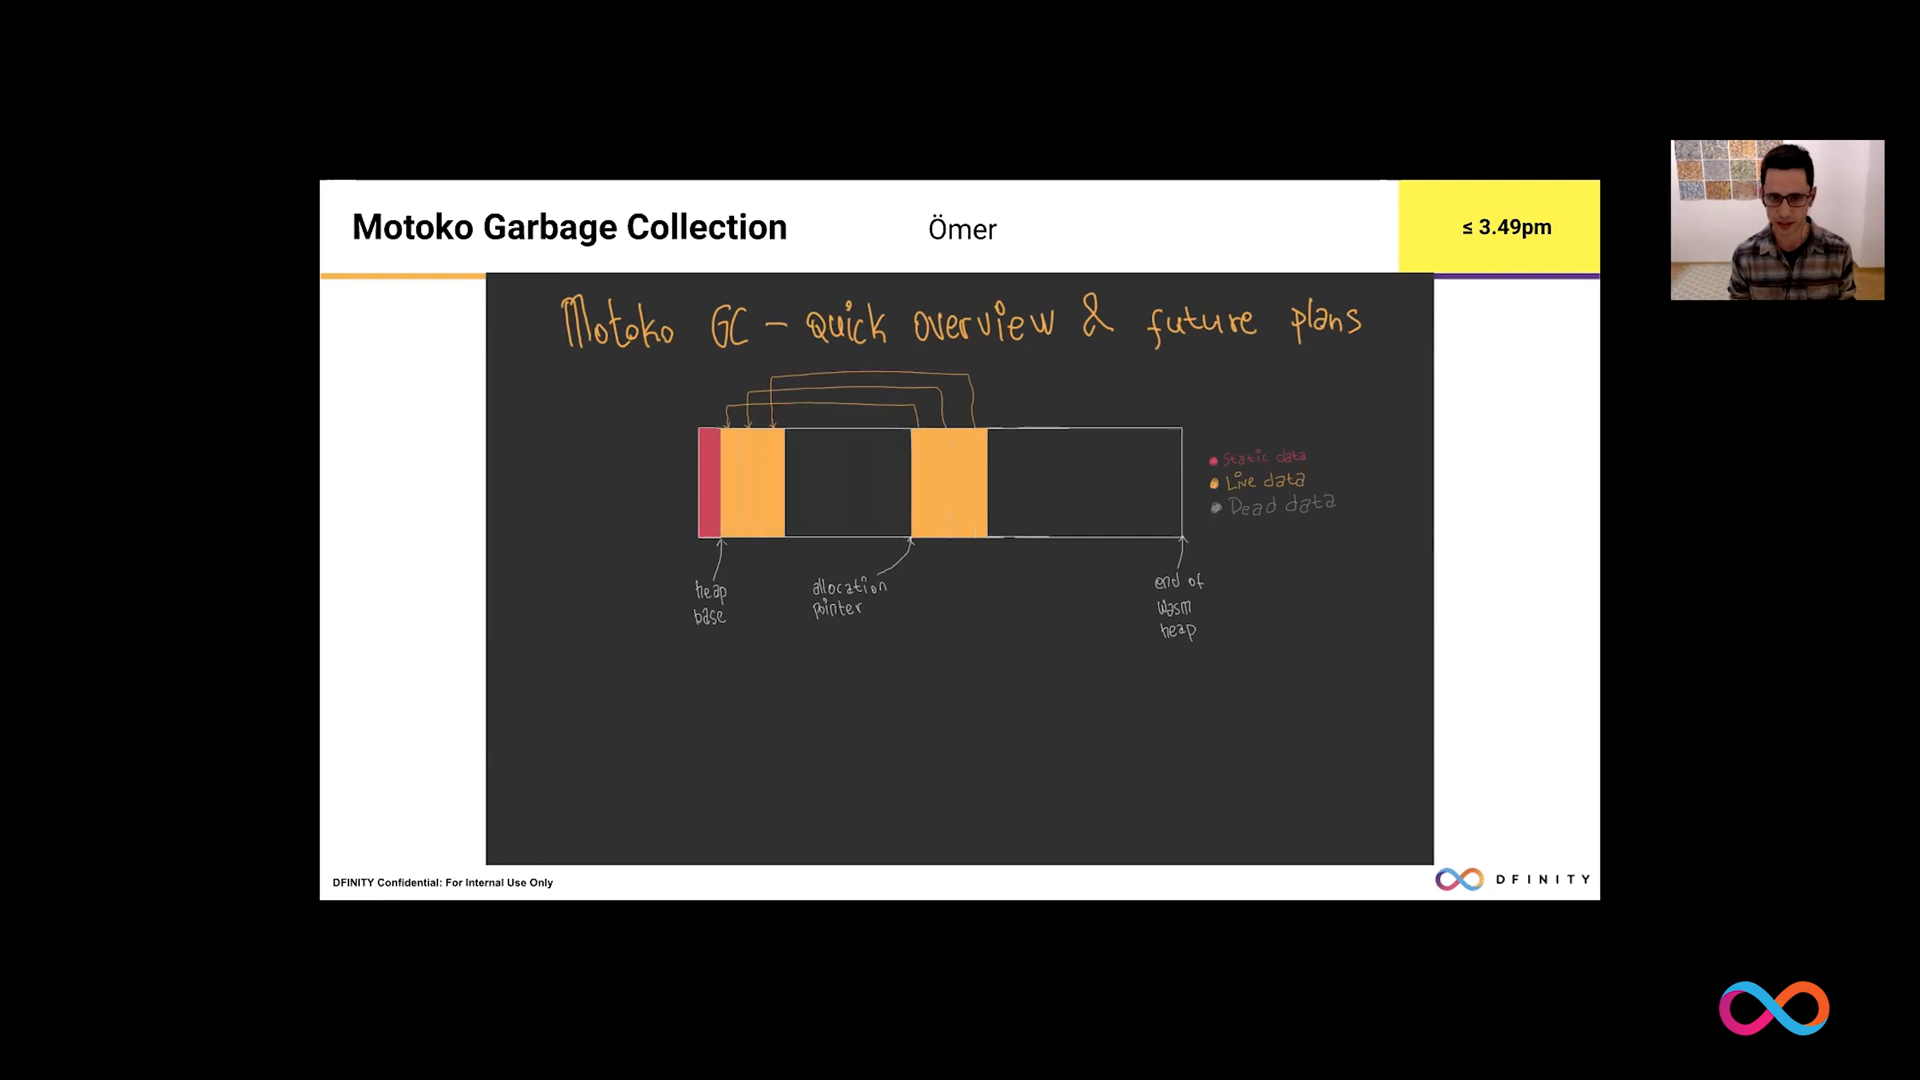 Motoko Garbage Collection
Ömer
≤ 3.49pm
Motoko GC - quick overview & future plans
Static data
Live data
Dead data
heap
base
allocation
pointer
end of
wasm
heap
DFINITY Confidential: For Internal Use Only
DFINITY